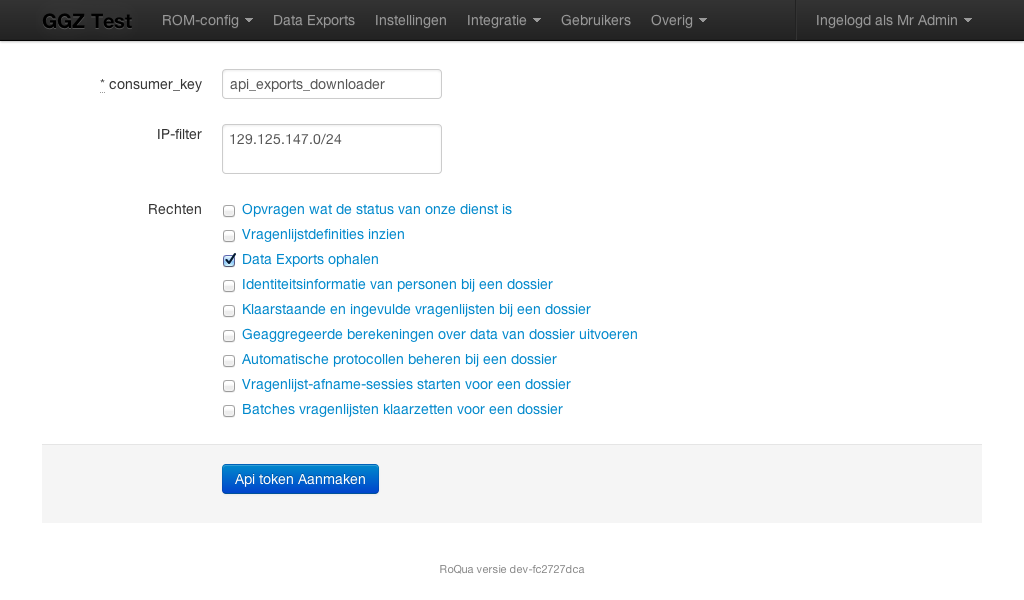 GGZ Test ROM-config Data Exports Instellingen Integratie Gebruikers Overig Ingelogd als Mr Admin
* consumer_key api_exports_downloader
IP-filter 129.125.147.0/24
Rechten Opvragen wat de status van onze dienst is
Vragenlijstdefinities inzien
Data Exports ophalen
Identiteitsinformatie van personen bij een dossier
Klaarstaande en ingevulde vragenlijsten bij een dossier
Geaggregeerde berekeningen over data van dossier uitvoeren
Automatische protocollen beheren bij een dossier
Vragenlijst-afname-sessies starten voor een dossier
Batches vragenlijsten klaarzetten voor een dossier
Api token Aanmaken
RoQua versie dev-fc2727dca